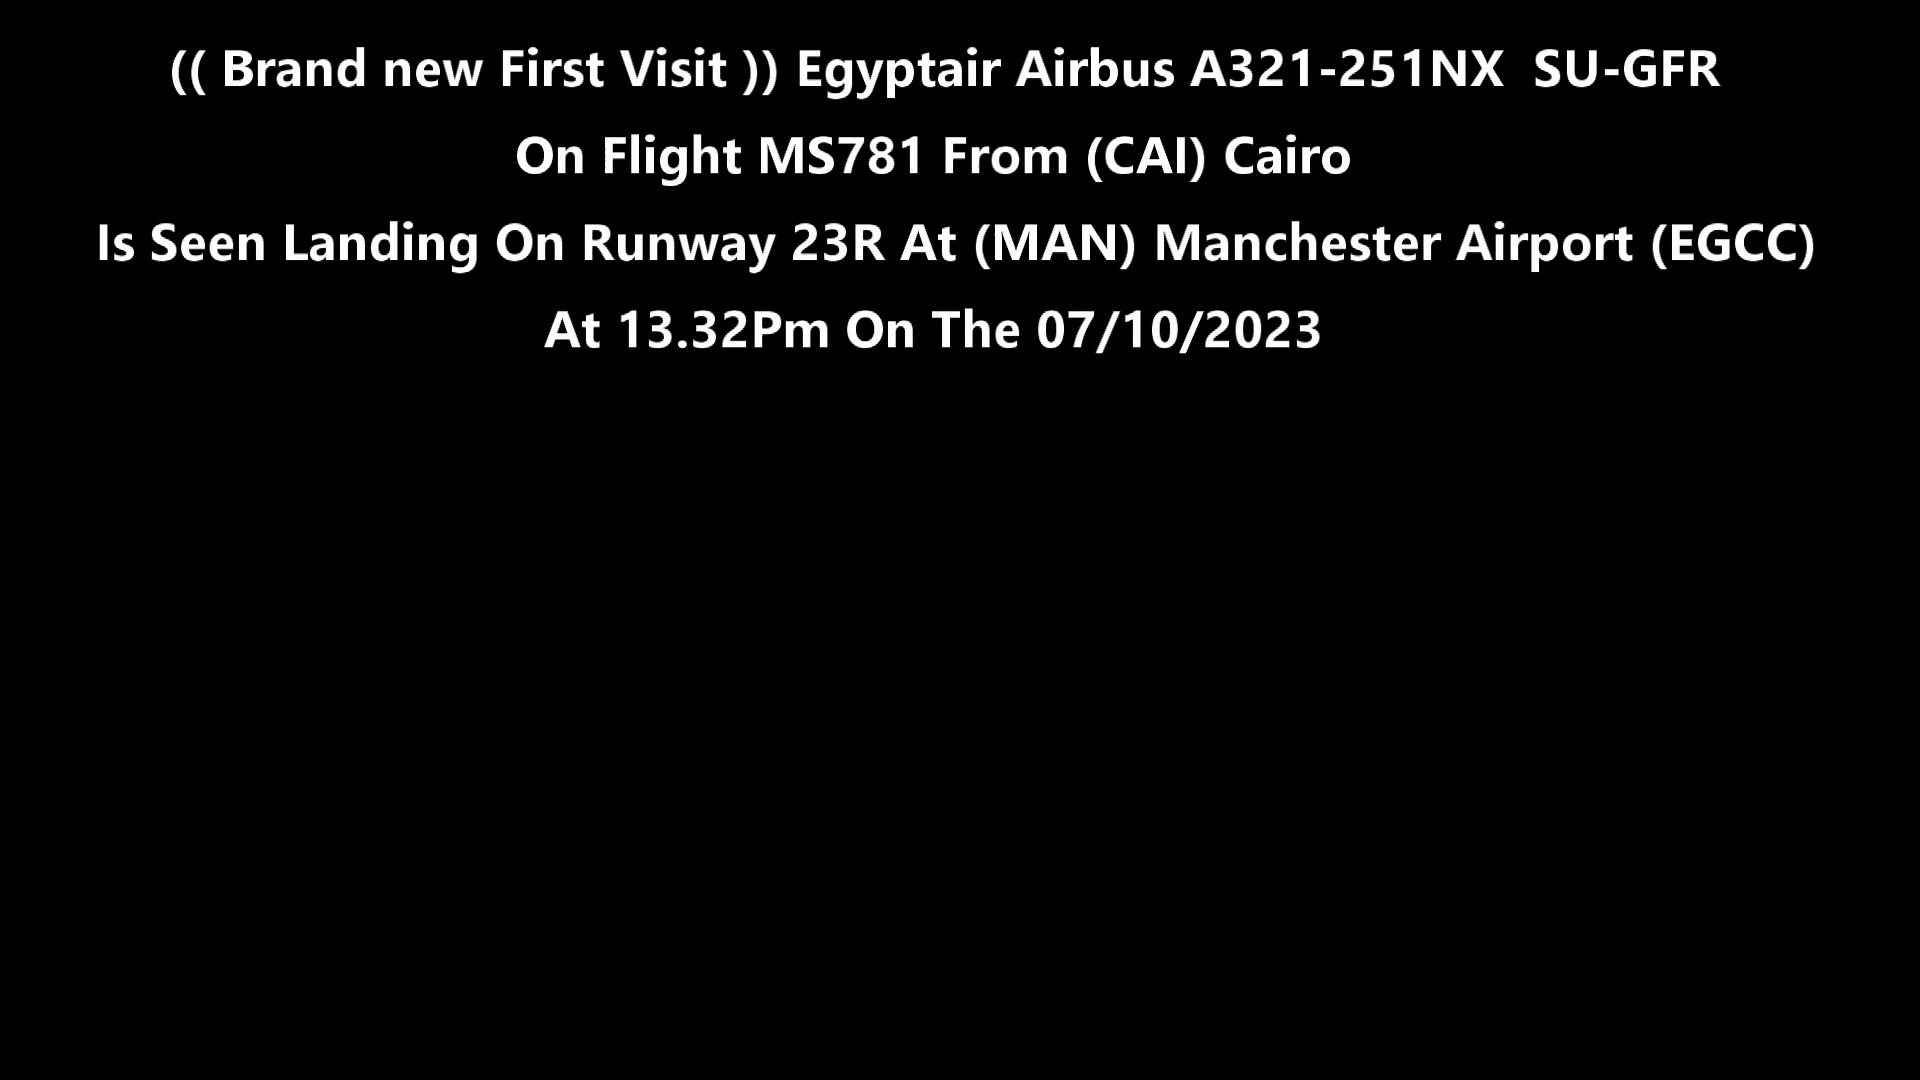 (( Brand new First Visit )) Egyptair Airbus A321-251NX  SU-GFR
On Flight MS781 From (CAI) Cairo
Is Seen Landing On Runway 23R At (MAN) Manchester Airport (EGCC)
At 13.32Pm On The 07/10/2023